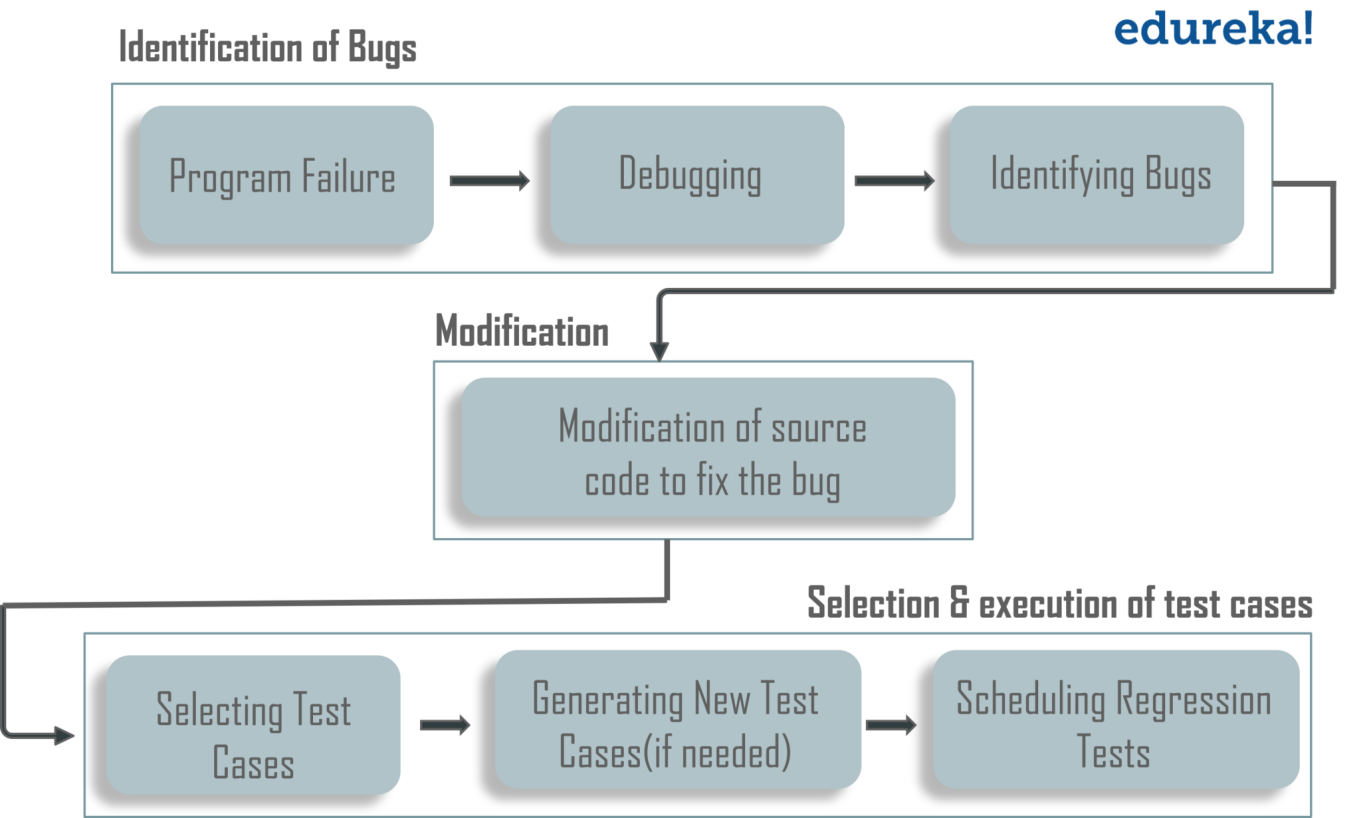 edureka!
Identification of Bugs
Program Failure
Debugging
Identifying Bugs
Modification
Modification of source
code to fix the bug
Selection & execution of test cases
Selecting Test
Cases
Generating New Test
Cases(if needed)
Scheduling Regression
Tests